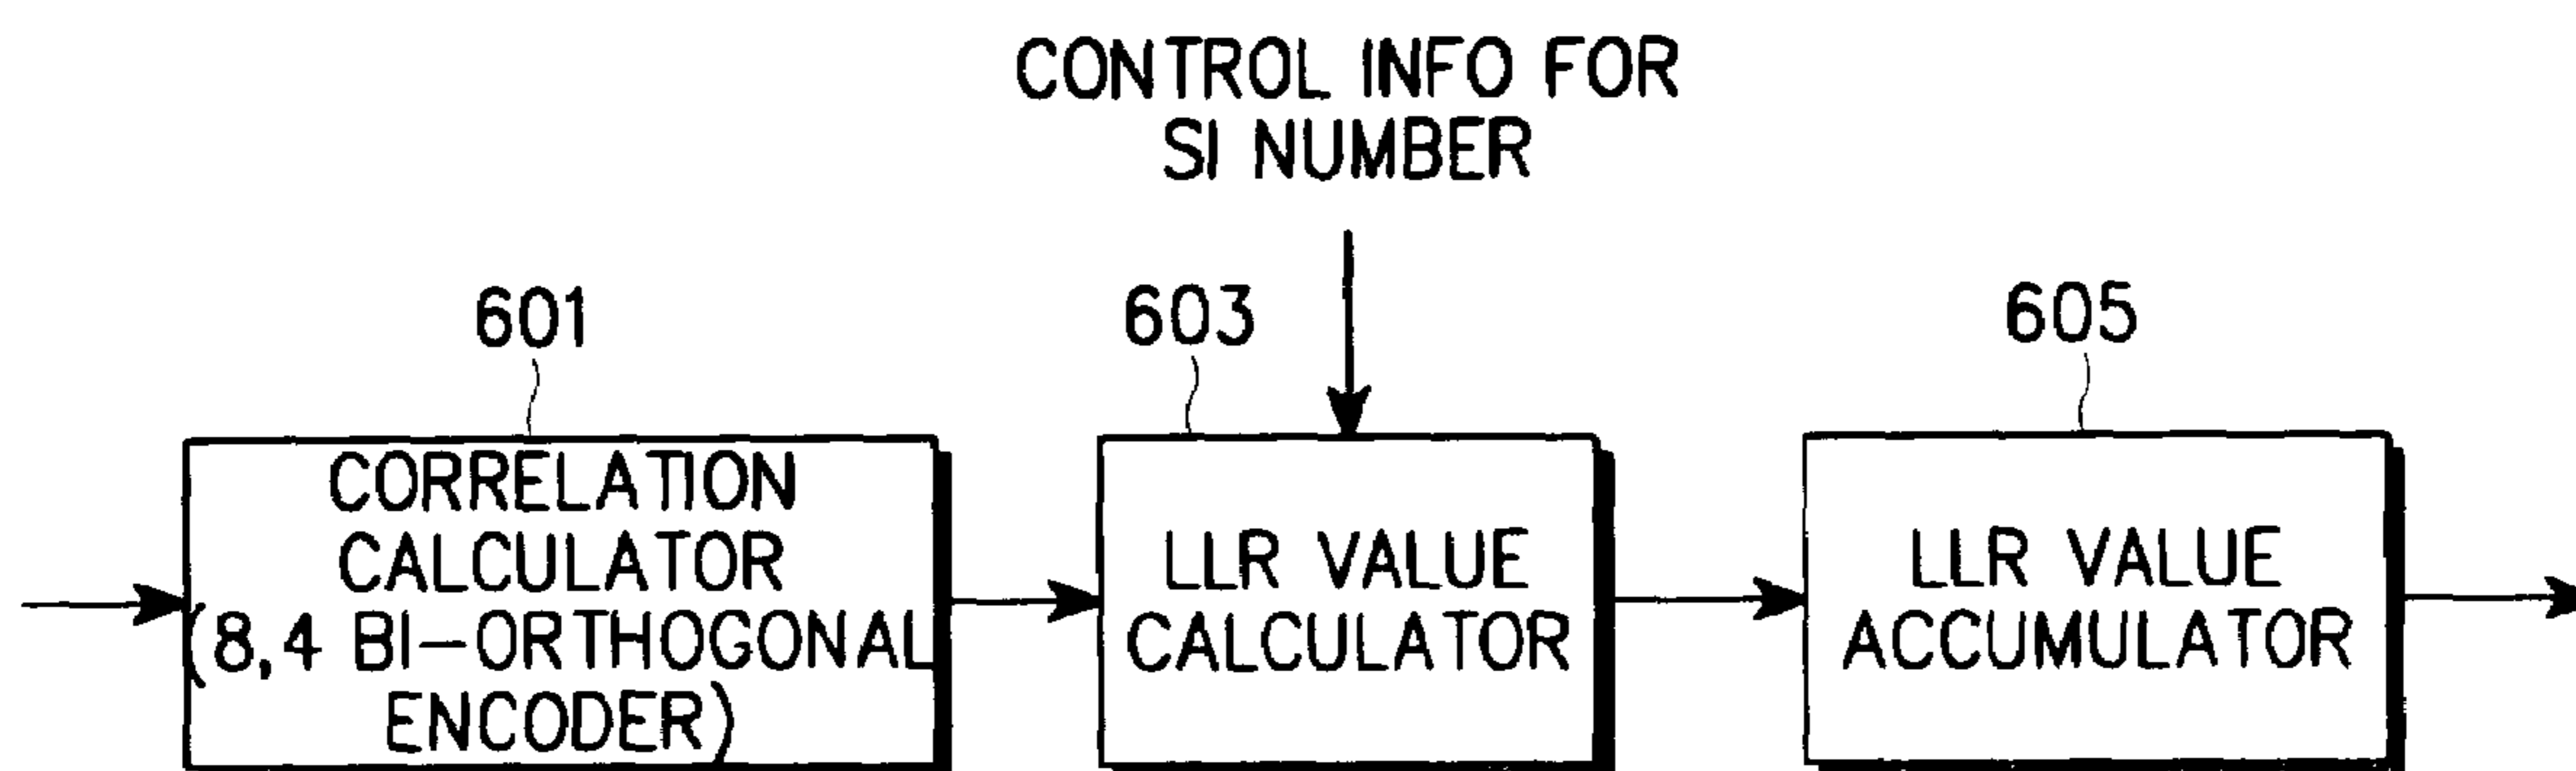 CONTROL INFO FOR
SI NUMBER
601
603
605
CORRELATION
CALCULATOR
(8,4 BI-ORTHOGONAL
ENCODER)
LLR VALUE
CALCULATOR
LLR VALUE
ACCUMULATOR